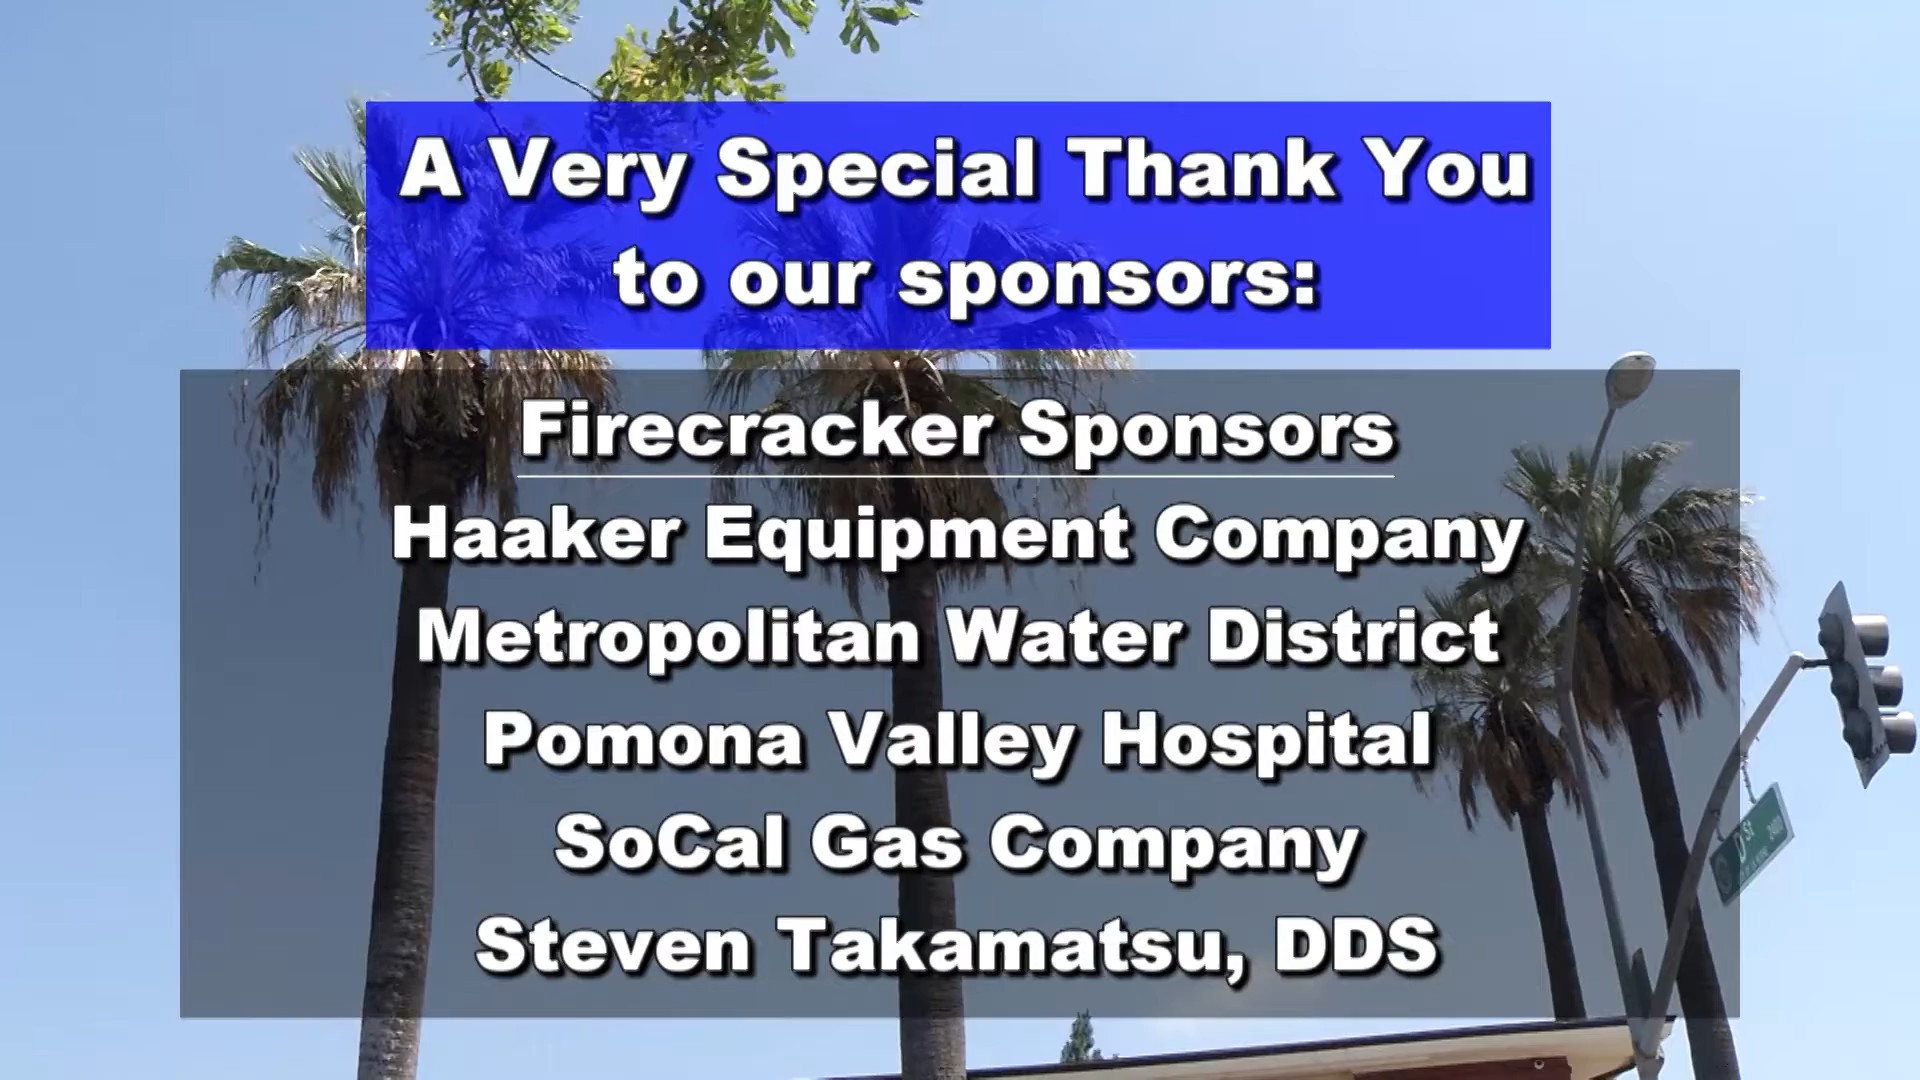 A Very Special Thank You
to our sponsors:
Firecracker Sponsors
Haaker Equipment Company
Metropolitan Water District
Pomona Valley Hospital
SoCal Gas Company
Steven Takamatsu, DDS
D St